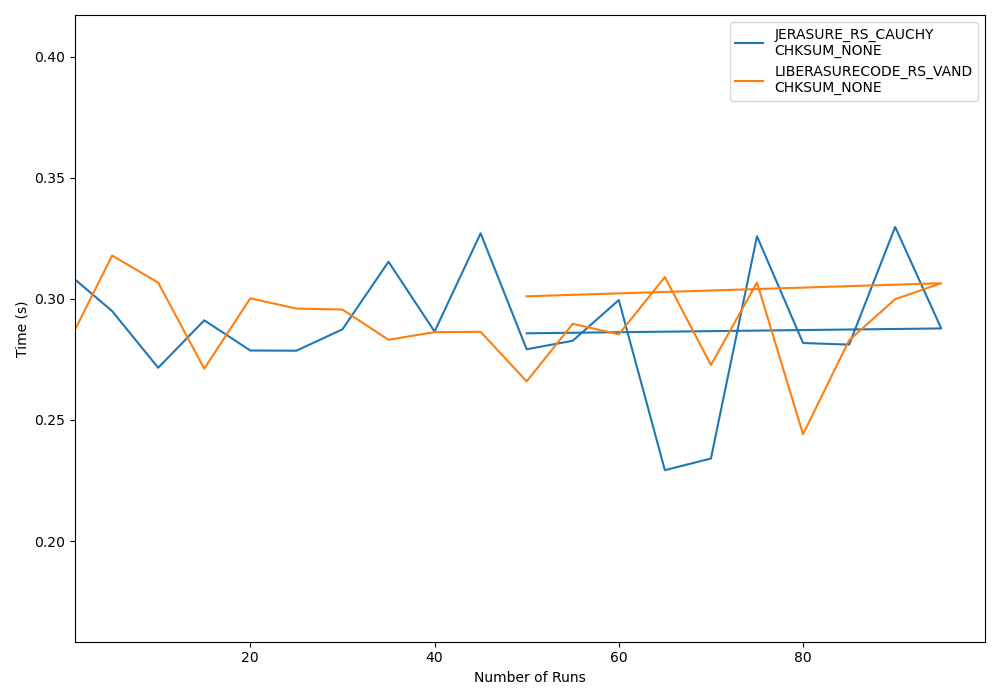 JERASURE_RS_CAUCHY
CHKSUM_NONE
LIBERASURECODE_RS_VAND
CHKSUM_NONE
0.40
0.35
0.30
0.25
0.20
Time (s)
20 40 60 80
Number of Runs